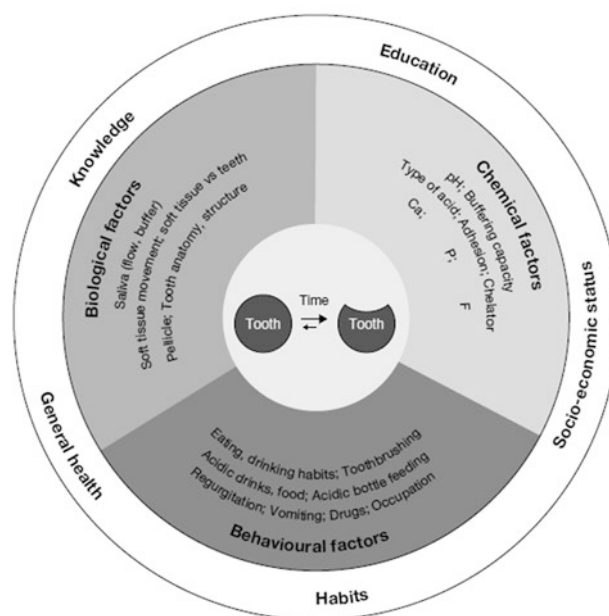 Education
Knowledge
Socio-economic status
General health
Habits
Biological factors
Saliva (flow, buffer)
Soft tissue movement; soft tissue vs teeth
Pellicle; Tooth anatomy, structure
Chemical factors
pH; Buffering capacity
Type of acid; Adhesion; Chelator
Ca; P; F
Time
Tooth
Tooth
Eating, drinking habits; Toothbrushing
Acidic drinks, food; Acidic bottle feeding
Regurgitation; Vomiting; Drugs; Occupation
Behavioural factors